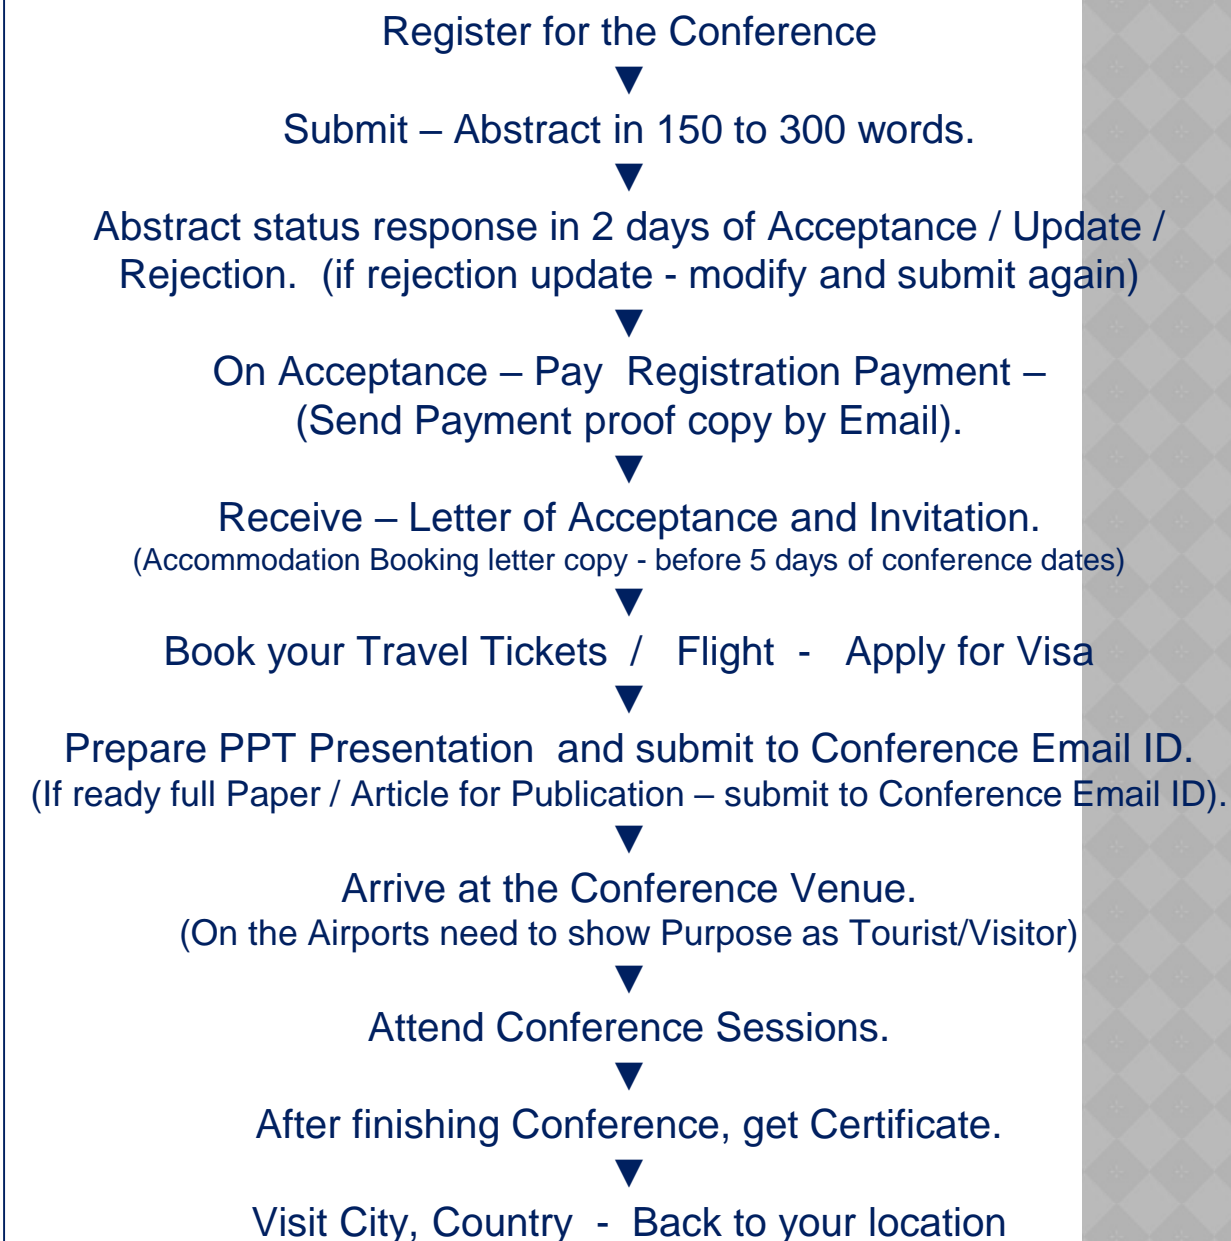 Register for the Conference
▼
Submit – Abstract in 150 to 300 words.
▼
Abstract status response in 2 days of Acceptance / Update /
Rejection.  (if rejection update - modify and submit again)
▼
On Acceptance – Pay  Registration Payment –
(Send Payment proof copy by Email).
▼
Receive – Letter of Acceptance and Invitation.
(Accommodation Booking letter copy - before 5 days of conference dates)
▼
Book your Travel Tickets  /   Flight  -   Apply for Visa
▼
Prepare PPT Presentation  and submit to Conference Email ID.
(If ready full Paper / Article for Publication – submit to Conference Email ID).
▼
Arrive at the Conference Venue.
(On the Airports need to show Purpose as Tourist/Visitor)
▼
Attend Conference Sessions.
▼
After finishing Conference, get Certificate.
▼
Visit City, Country  -  Back to your location